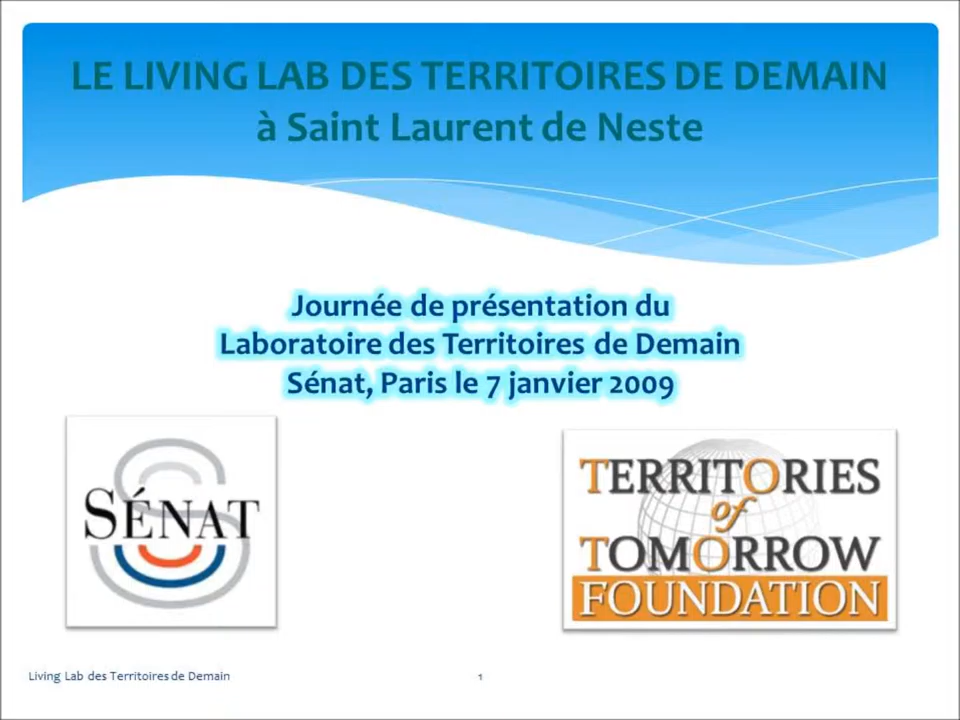 LE LIVING LAB DES TERRITOIRES DE DEMAIN
à Saint Laurent de Neste
Journée de présentation du
Laboratoire des Territoires de Demain
Sénat, Paris le 7 janvier 2009
SÉNAT
TERRITORIES
of
TOMORROW
FOUNDATION
Living Lab des Territoires de Demain
1